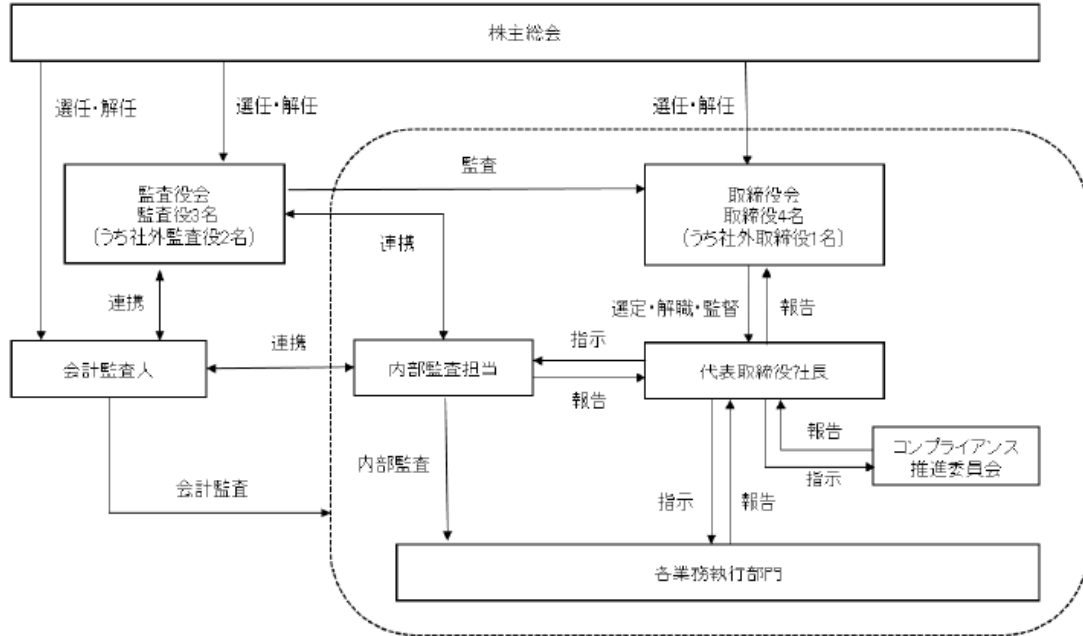 株主総会
選任・解任
選任・解任
選任・解任
監査役会
監査役3名
(うち社外監査役2名)
監査
取締役会
取締役4名
(うち社外取締役1名)
連携
連携
選定・解職・監督
報告
会計監査人
連携
内部監査担当
指示
報告
代表取締役社長
報告
指示
コンプライアンス
推進委員会
内部監査
会計監査
指示
報告
各業務執行部門